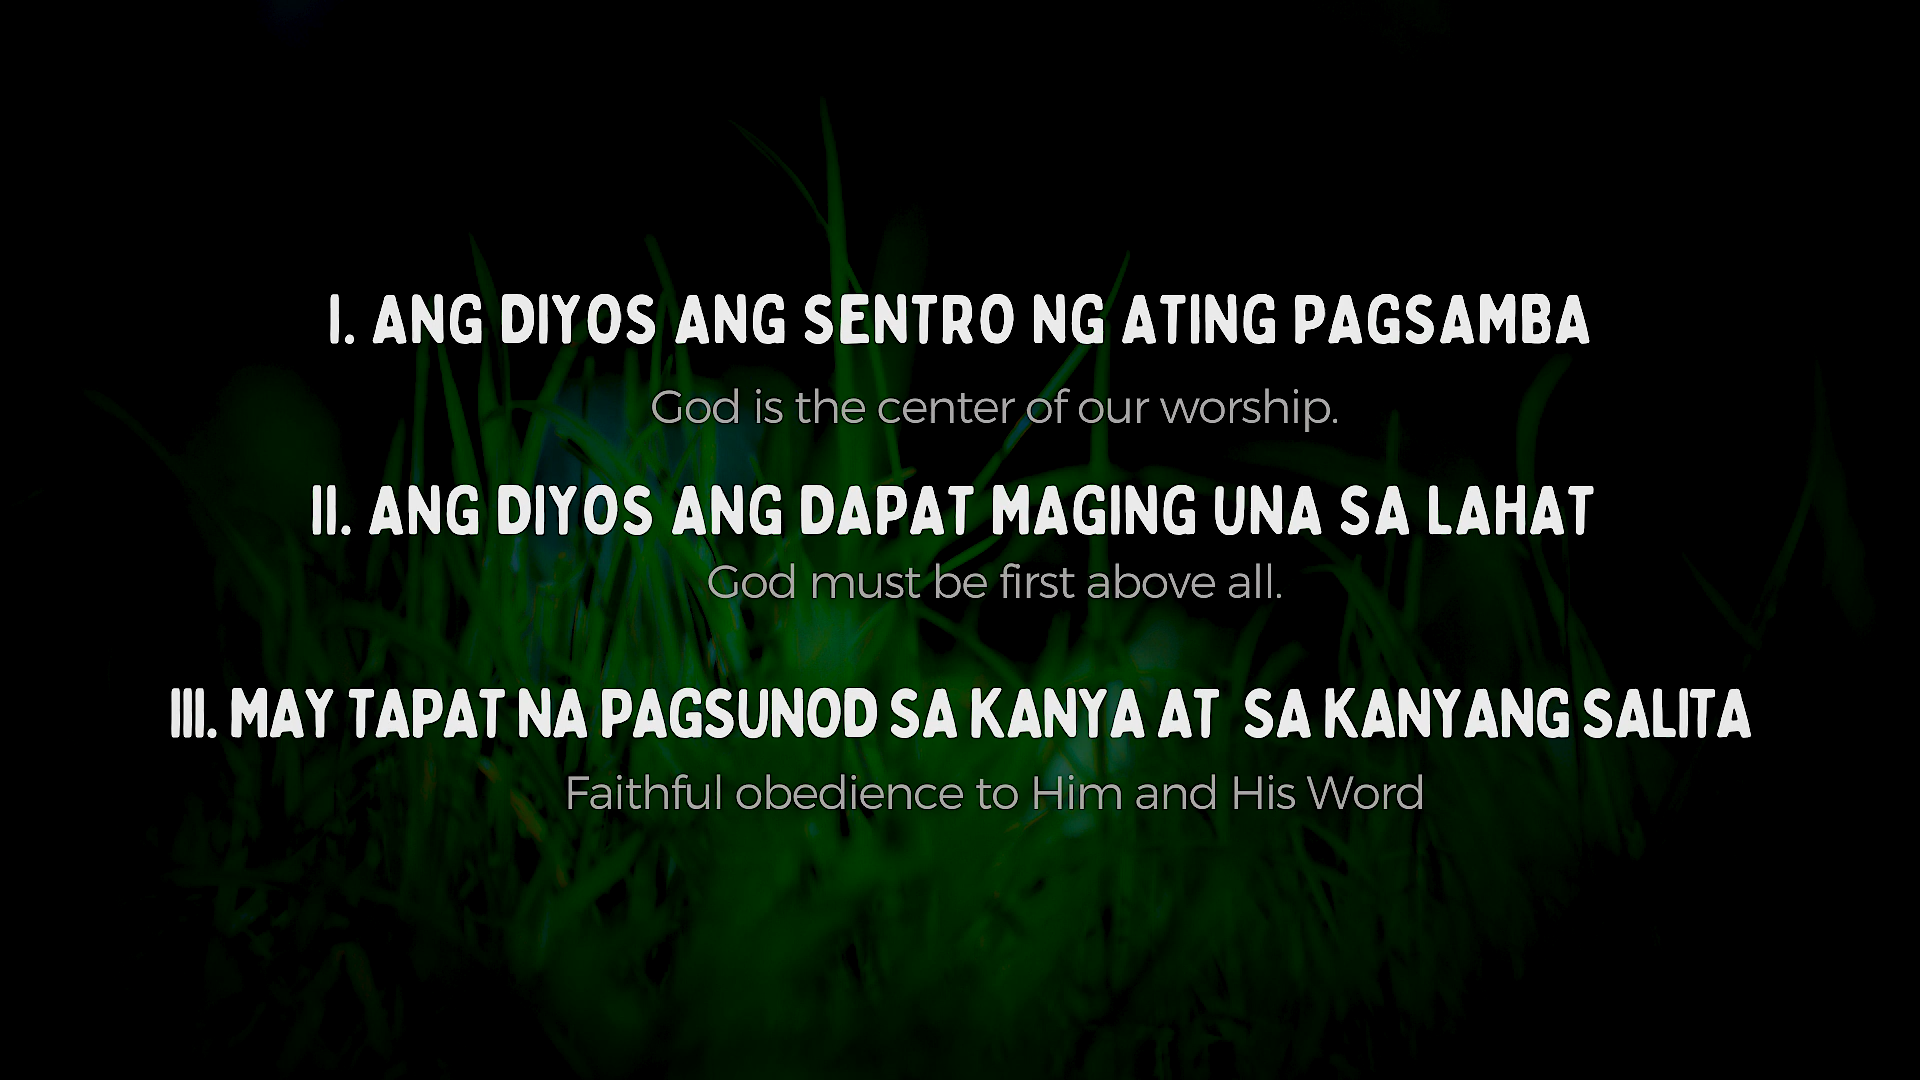 I. ANG DIYOS ANG SENTRO NG ATING PAGSAMBA
God is the center of our worship.
II. ANG DIYOS ANG DAPAT MAGING UNA SA LAHAT
God must be first above all.
III. MAY TAPAT NA PAGSUNOD SA KANYA AT SA KANYANG SALITA
Faithful obedience to Him and His Word